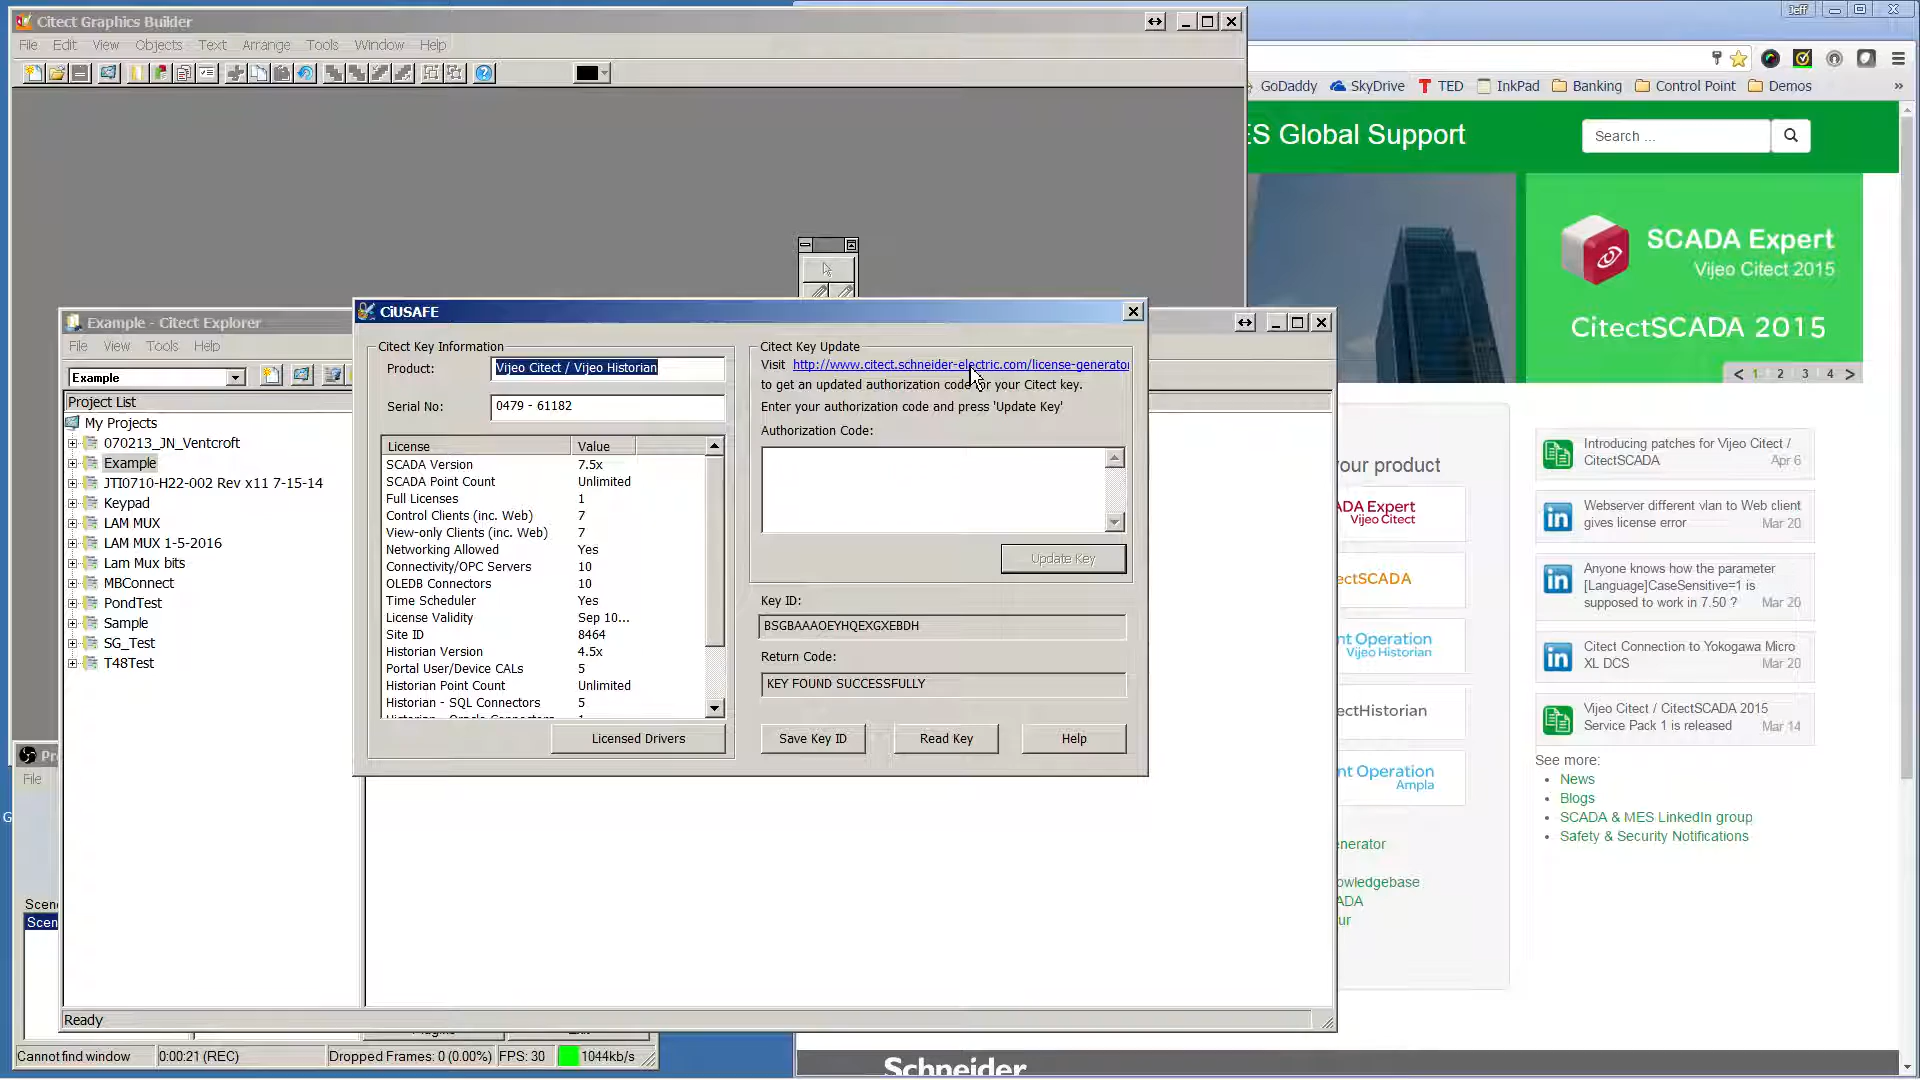 Citect Graphics Builder
File Edit View Objects Text Arrange Tools Window Help
Jeff
GoDaddy SkyDrive TED InkPad Banking Control Point Demos »
ES Global Support
Search ...
SCADA Expert
Vijeo Citect 2015
CitectSCADA 2015
< 1 2 3 4 >
Example - Citect Explorer
File View Tools Help
Example
Project List
My Projects
070213_JN_Ventcroft
Example
JTI0710-H22-002 Rev x11 7-15-14
Keypad
LAM MUX
LAM MUX 1-5-2016
Lam Mux bits
MBConnect
PondTest
Sample
SG_Test
T48Test
Ready
CiUSAFE
Citect Key Information
Product: Vijeo Citect / Vijeo Historian
Serial No: 0479 - 61182
License Value
SCADA Version 7.5x
SCADA Point Count Unlimited
Full Licenses 1
Control Clients (inc. Web) 7
View-only Clients (inc. Web) 7
Networking Allowed Yes
Connectivity/OPC Servers 10
OLEDB Connectors 10
Time Scheduler Yes
License Validity Sep 10...
Site ID 8464
Historian Version 4.5x
Portal User/Device CALs 5
Historian Point Count Unlimited
Historian - SQL Connectors 5
Licensed Drivers
Citect Key Update
Visit http://www.citect.schneider-electric.com/license-generator
to get an updated authorization code for your Citect key.
Enter your authorization code and press 'Update Key'
Authorization Code:
Update Key
Key ID:
BSGBAAAOEYHQEXGXEBDH
Return Code:
KEY FOUND SUCCESSFULLY
Save Key ID Read Key Help
our product
ADA Expert
Vijeo Citect
ectSCADA
nt Operation
Vijeo Historian
ectHistorian
nt Operation
Ampla
nerator
owledgebase
ADA
ur
Introducing patches for Vijeo Citect /
CitectSCADA Apr 6
Webserver different vlan to Web client
gives license error Mar 20
Anyone knows how the parameter
[Language]CaseSensitive=1 is
supposed to work in 7.50 ? Mar 20
Citect Connection to Yokogawa Micro
XL DCS Mar 20
Vijeo Citect / CitectSCADA 2015
Service Pack 1 is released Mar 14
See more:
News
Blogs
SCADA & MES LinkedIn group
Safety & Security Notifications
Pr
File
G
Scen
Scen
Cannot find window 0:00:21 (REC) Dropped Frames: 0 (0.00%) FPS: 30 1044kb/s
Schneider